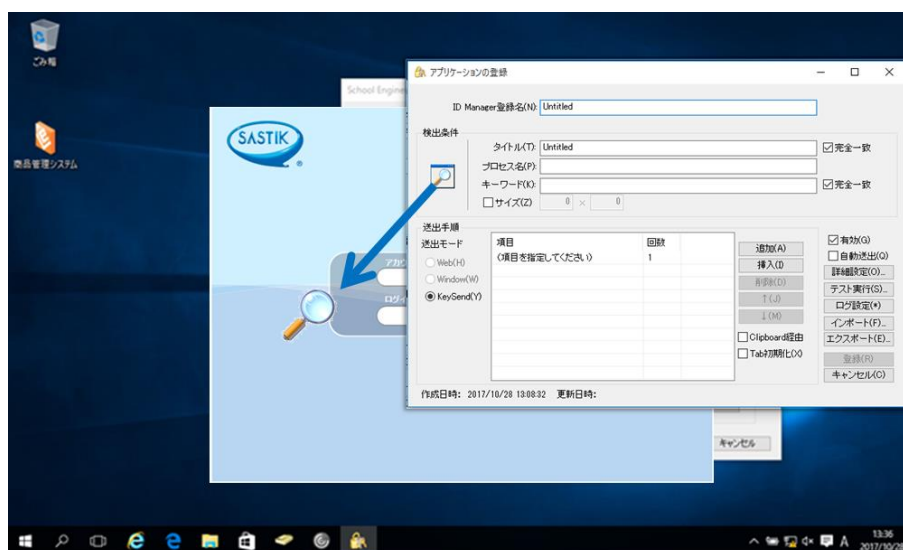 ごみ箱
商品管理システム
School Engine
SASTIK
アカウ
ログイ
アプリケーションの登録
ID Manager登録名(N): Untitled
検出条件
タイトル(T): Untitled
完全一致
プロセス名(P):
キーワード(K):
完全一致
サイズ(Z) 0 × 0
送出手順
送出モード
Web(H)
Window(W)
KeySend(Y)
項目 回数
(項目を指定してください) 1
追加(A)
挿入(I)
削除(D)
↑(J)
↓(M)
Clipboard経由
Tab初期化(X)
有効(G)
自動送出(Q)
詳細設定(O)...
テスト実行(S)...
ログ設定(*)
インポート(F)...
エクスポート(E)...
登録(R)
キャンセル(C)
作成日時: 2017/10/28 13:08:32 更新日時:
キャンセル
A
13:36
2017/10/28